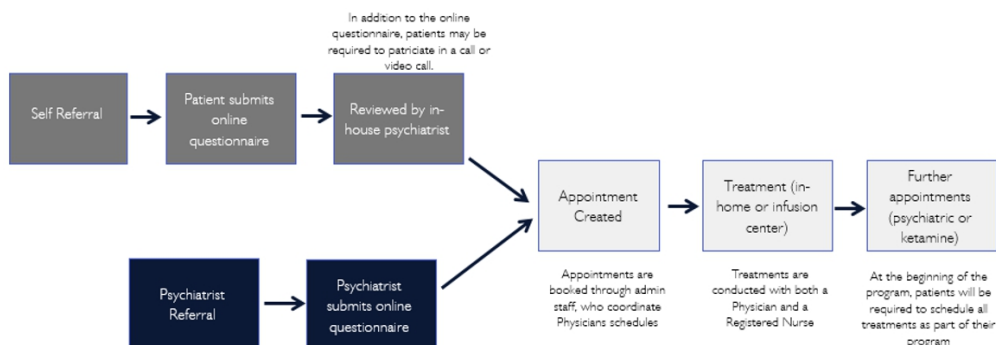 In addition to the online
questionnaire, patients may be
required to patriciate in a call or
video call.
Self Referral
Patient submits
online
questionnaire
Reviewed by in-
house psychiatrist
Appointment
Created
Treatment (in-
home or infusion
center)
Further
appointments
(psychiatric or
ketamine)
Psychiatrist
Referral
Psychiatrist
submits online
questionnaire
Appointments are
booked through admin
staff, who coordinate
Physicians schedules
Treatments are
conducted with both a
Physician and a
Registered Nurse
At the beginning of the
program, patients will be
required to schedule all
treatments as part of their
program